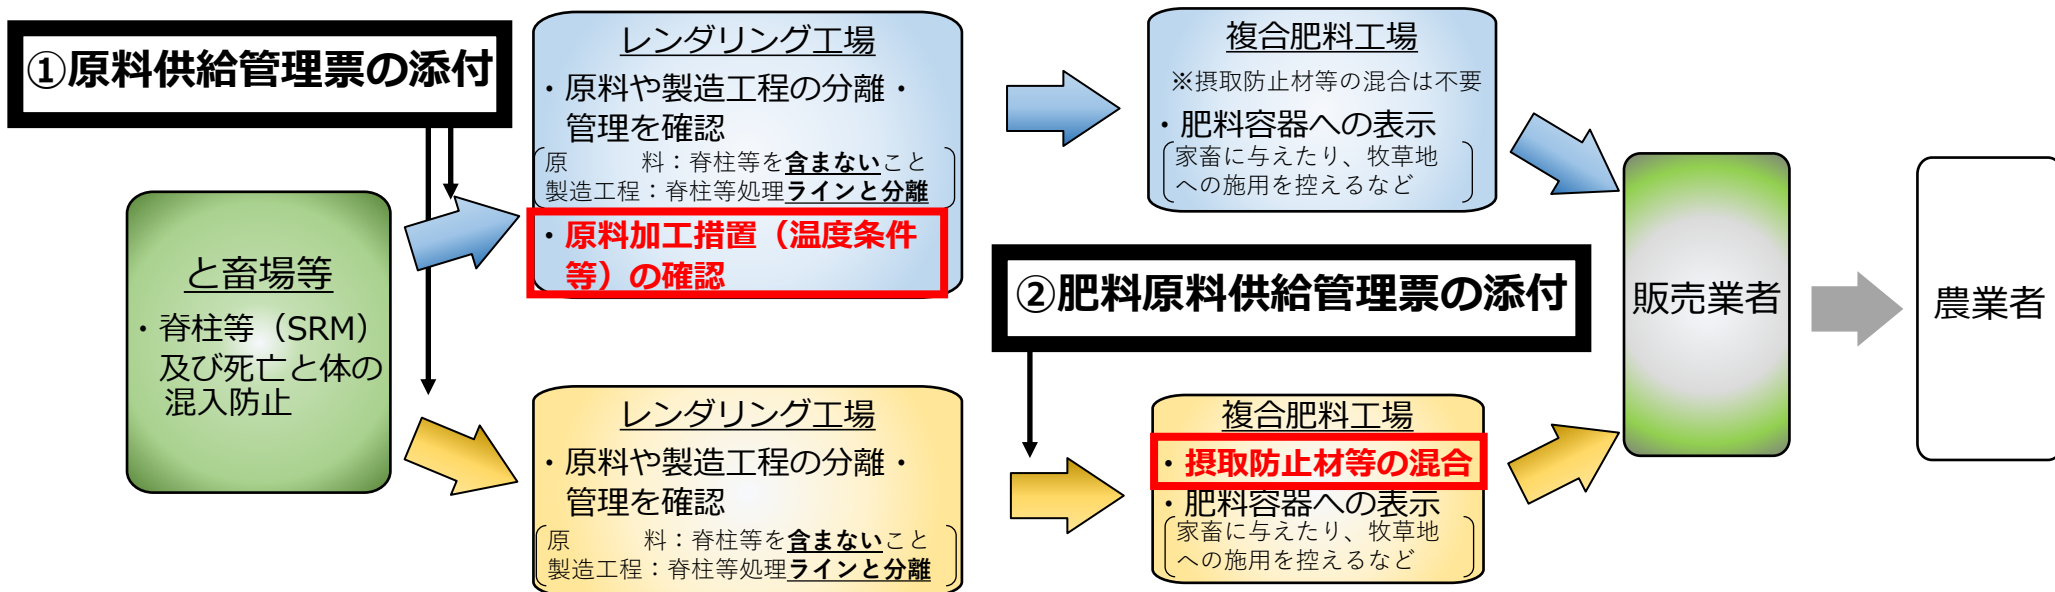 ①原料供給管理票の添付
と畜場等
・脊柱等（SRM）
及び死亡と体の
混入防止
レンダリング工場
・原料や製造工程の分離・
管理を確認
原　　　料：脊柱等を含まないこと
製造工程：脊柱等処理ラインと分離
・原料加工措置（温度条件
等）の確認
複合肥料工場
※摂取防止材等の混合は不要
・肥料容器への表示
家畜に与えたり、牧草地
への施用を控えるなど
②肥料原料供給管理票の添付
レンダリング工場
・原料や製造工程の分離・
管理を確認
原　　　料：脊柱等を含まないこと
製造工程：脊柱等処理ラインと分離
複合肥料工場
・摂取防止材等の混合
・肥料容器への表示
家畜に与えたり、牧草地
への施用を控えるなど
販売業者
農業者